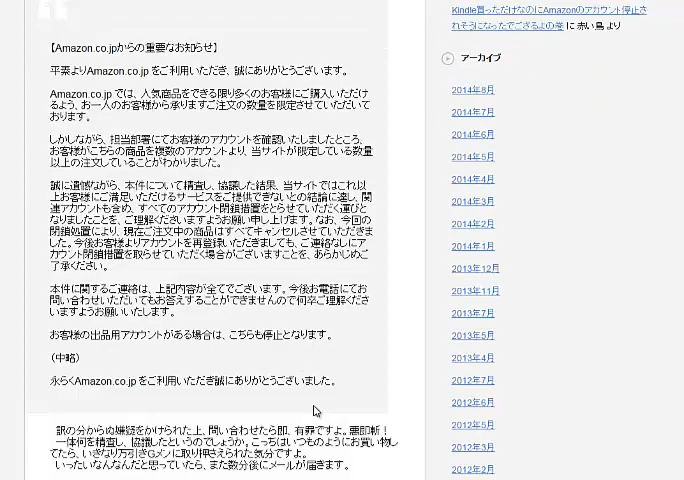 【Amazon.co.jpからの重要なお知らせ】
平素よりAmazon.co.jp をご利用いただき、誠にありがとうございます。
Amazon.co.jp では、人気商品をできる限り多くのお客様にご購入いただけ
るよう、お一人のお客様から承りますご注文の数量を限定させていただいて
おります。
しかしながら、担当部署にてお客様のアカウントを確認いたしましたところ、
お客様がこちらの商品を複数のアカウントより、当サイトが限定している数量
以上の注文していることがわかりました。
誠に遺憾ながら、本件について精査し、協議した結果、当サイトではこれ以
上お客様にご満足いただけるサービスをご提供できないとの結論に達し、関
連アカウントも含め、すべてのアカウント閉鎖措置をとらせていただく運びと
なりましたことを、ご理解くださいますようお願い申し上げます。なお、今回の
閉鎖処置により、現在ご注文中の商品はすべてキャンセルさせていただきま
した。今後お客様よりアカウントを再登録いただきましても、ご連絡なしにア
カウント閉鎖措置を取らせていただく場合がございますことを、あらかじめご
了承ください。
本件に関するご連絡は、上記内容が全てでございます。今後お電話にてお
問い合わせいただいてもお答えすることができませんので何卒ご理解くださ
いますようお願いいたします。
お客様の出品用アカウントがある場合は、こちらも停止となります。
（中略）
永らくAmazon.co.jp をご利用いただき誠にありがとうございました。
訳の分からぬ嫌疑をかけられた上、問い合わせたら即、有罪ですよ。悪即斬！
一体何を精査し、協議したというのでしょうか。こっちはいつものようにお買い物し
てたら、いきなり万引きGメンに取り押さえられた気分ですよ。
いったいなんなんだと思っていたら、また数分後にメールが届きます。
Kindle買っただけなのにAmazonのアカウント停止さ
れそうになったでござるよの巻 に 赤い鳥 より
アーカイブ
2014年8月
2014年7月
2014年6月
2014年5月
2014年4月
2014年3月
2014年2月
2014年1月
2013年12月
2013年11月
2013年7月
2013年5月
2013年4月
2012年7月
2012年6月
2012年5月
2012年3月
2012年2月